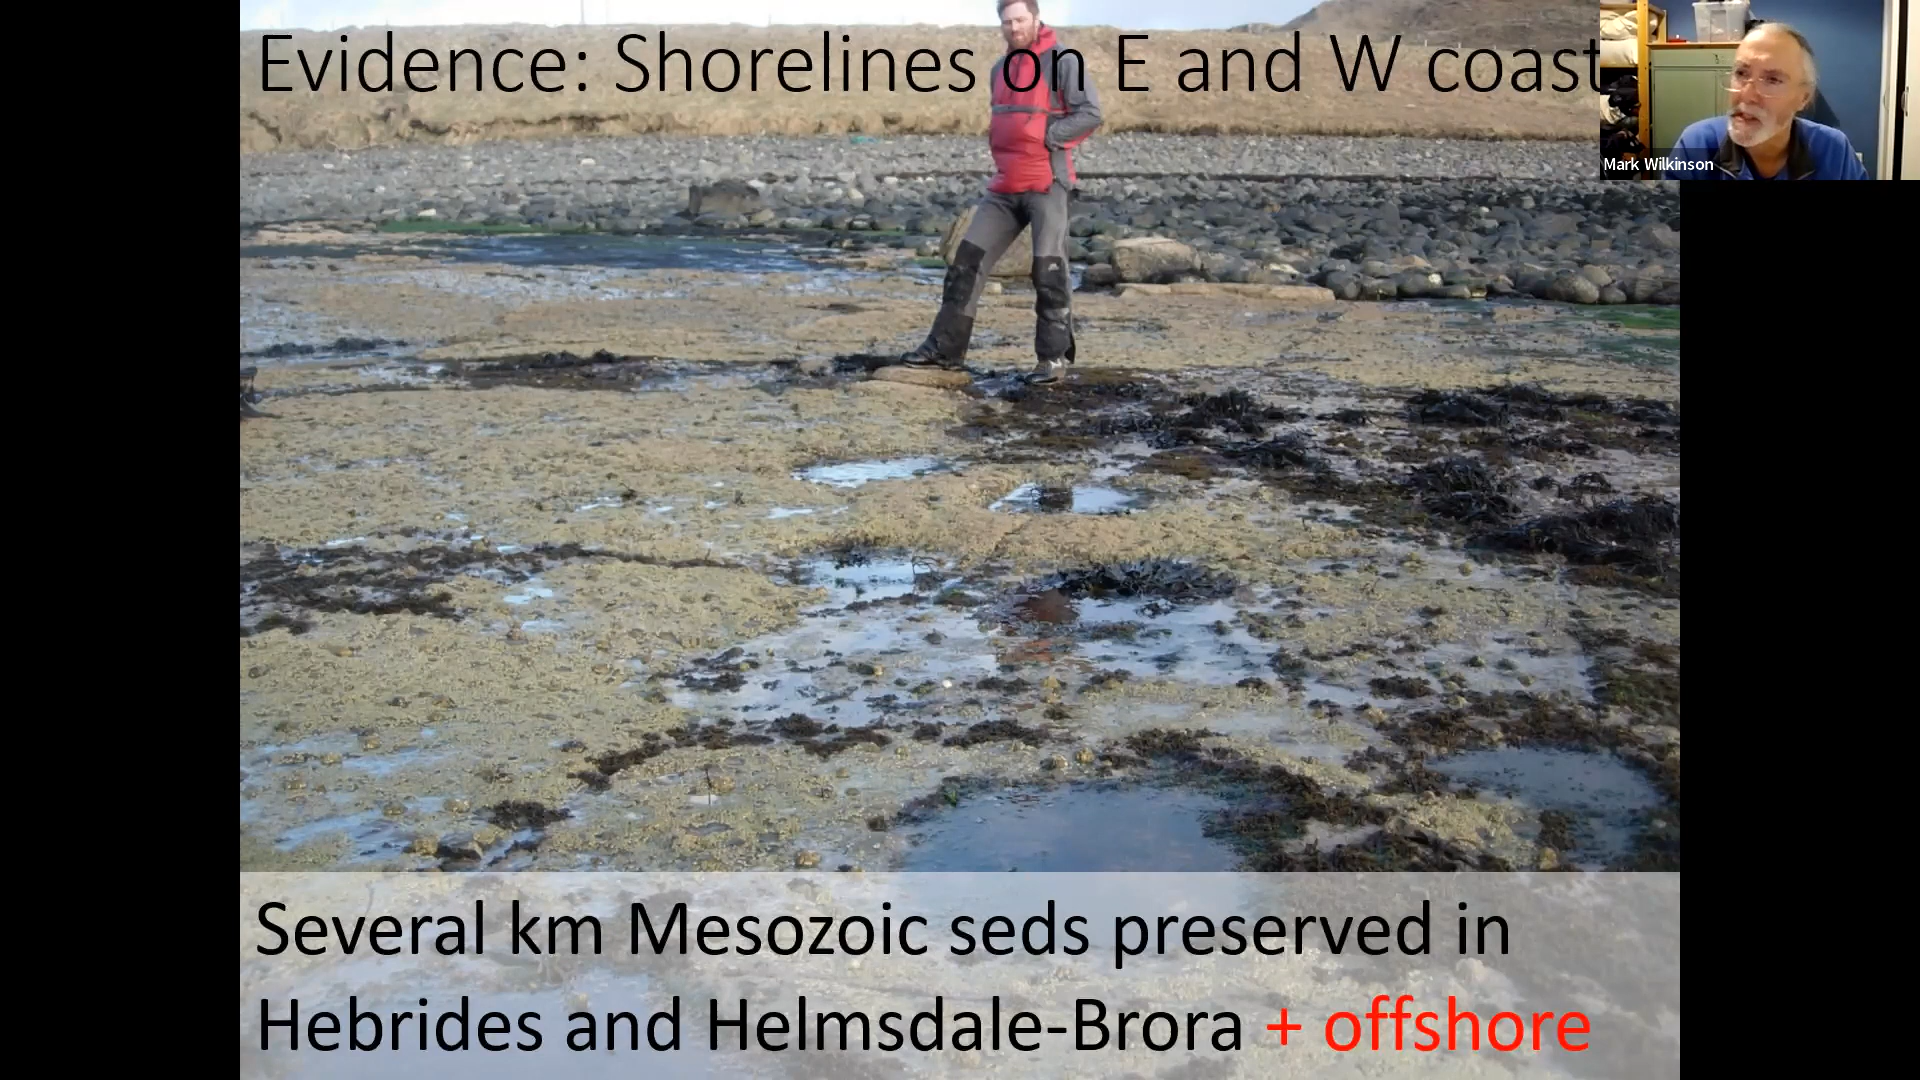 Evidence: Shorelines on E and W coast
Mark Wilkinson
Several km Mesozoic seds preserved in
Hebrides and Helmsdale-Brora + offshore